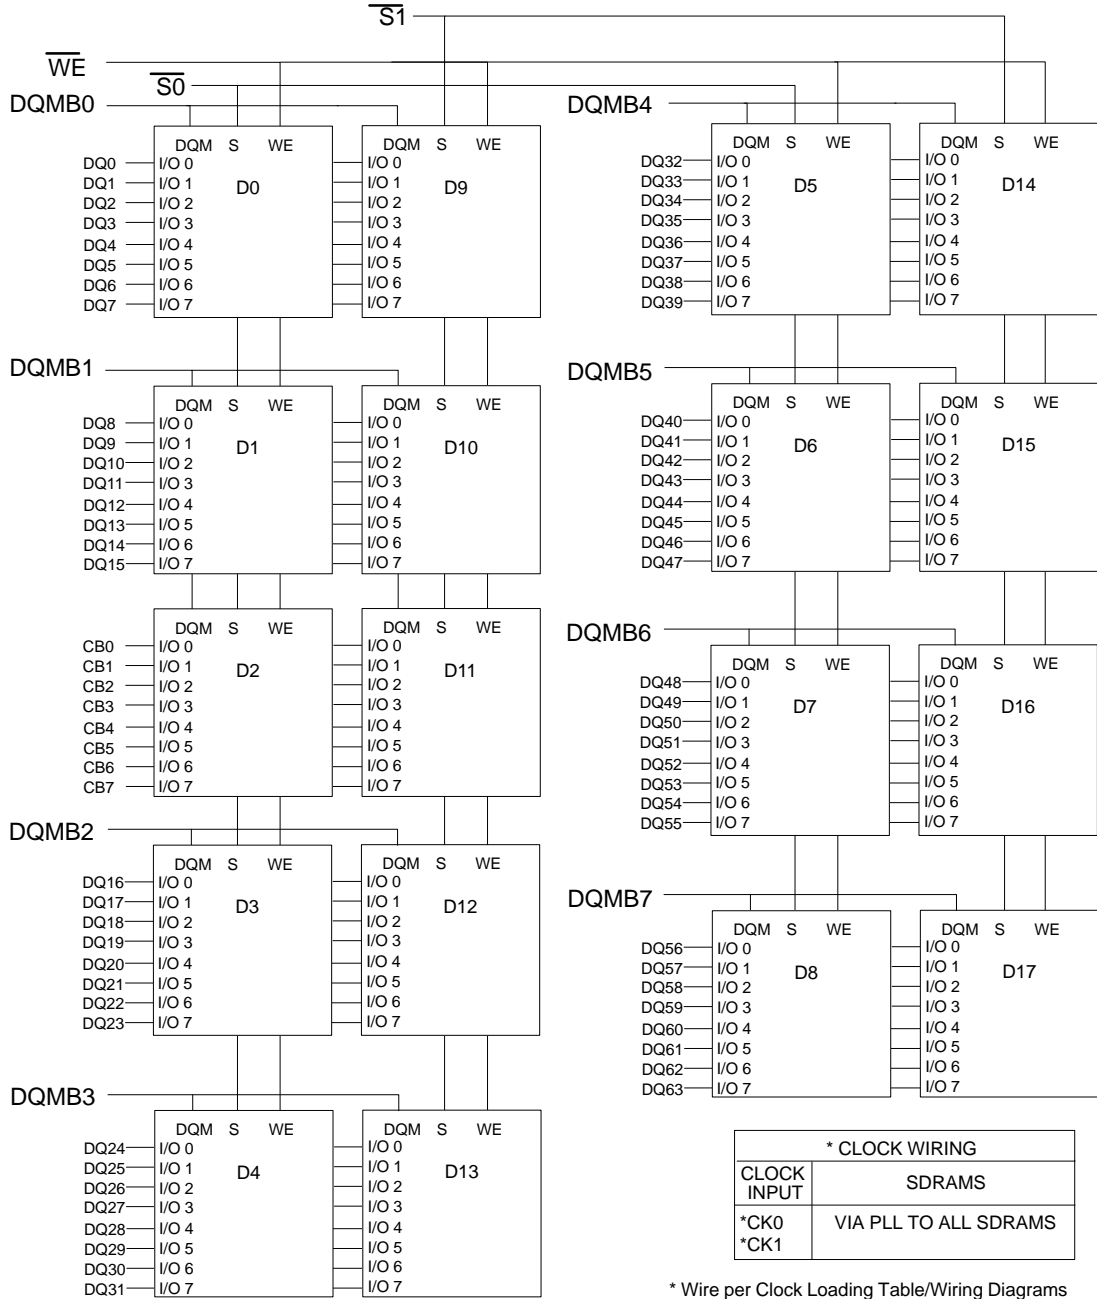 S1
WE
S0
DQMB0
DQM S WE
D0
DQ0 I/O 0
DQ1 I/O 1
DQ2 I/O 2
DQ3 I/O 3
DQ4 I/O 4
DQ5 I/O 5
DQ6 I/O 6
DQ7 I/O 7
DQM S WE
D9
I/O 0
I/O 1
I/O 2
I/O 3
I/O 4
I/O 5
I/O 6
I/O 7
DQMB1
DQM S WE
D1
DQ8 I/O 0
DQ9 I/O 1
DQ10 I/O 2
DQ11 I/O 3
DQ12 I/O 4
DQ13 I/O 5
DQ14 I/O 6
DQ15 I/O 7
DQM S WE
D10
I/O 0
I/O 1
I/O 2
I/O 3
I/O 4
I/O 5
I/O 6
I/O 7
DQM S WE
D2
CB0 I/O 0
CB1 I/O 1
CB2 I/O 2
CB3 I/O 3
CB4 I/O 4
CB5 I/O 5
CB6 I/O 6
CB7 I/O 7
DQM S WE
D11
I/O 0
I/O 1
I/O 2
I/O 3
I/O 4
I/O 5
I/O 6
I/O 7
DQMB2
DQM S WE
D3
DQ16 I/O 0
DQ17 I/O 1
DQ18 I/O 2
DQ19 I/O 3
DQ20 I/O 4
DQ21 I/O 5
DQ22 I/O 6
DQ23 I/O 7
DQM S WE
D12
I/O 0
I/O 1
I/O 2
I/O 3
I/O 4
I/O 5
I/O 6
I/O 7
DQMB3
DQM S WE
D4
DQ24 I/O 0
DQ25 I/O 1
DQ26 I/O 2
DQ27 I/O 3
DQ28 I/O 4
DQ29 I/O 5
DQ30 I/O 6
DQ31 I/O 7
DQM S WE
D13
I/O 0
I/O 1
I/O 2
I/O 3
I/O 4
I/O 5
I/O 6
I/O 7
DQMB4
DQM S WE
D5
DQ32 I/O 0
DQ33 I/O 1
DQ34 I/O 2
DQ35 I/O 3
DQ36 I/O 4
DQ37 I/O 5
DQ38 I/O 6
DQ39 I/O 7
DQM S WE
D14
I/O 0
I/O 1
I/O 2
I/O 3
I/O 4
I/O 5
I/O 6
I/O 7
DQMB5
DQM S WE
D6
DQ40 I/O 0
DQ41 I/O 1
DQ42 I/O 2
DQ43 I/O 3
DQ44 I/O 4
DQ45 I/O 5
DQ46 I/O 6
DQ47 I/O 7
DQM S WE
D15
I/O 0
I/O 1
I/O 2
I/O 3
I/O 4
I/O 5
I/O 6
I/O 7
DQMB6
DQM S WE
D7
DQ48 I/O 0
DQ49 I/O 1
DQ50 I/O 2
DQ51 I/O 3
DQ52 I/O 4
DQ53 I/O 5
DQ54 I/O 6
DQ55 I/O 7
DQM S WE
D16
I/O 0
I/O 1
I/O 2
I/O 3
I/O 4
I/O 5
I/O 6
I/O 7
DQMB7
DQM S WE
D8
DQ56 I/O 0
DQ57 I/O 1
DQ58 I/O 2
DQ59 I/O 3
DQ60 I/O 4
DQ61 I/O 5
DQ62 I/O 6
DQ63 I/O 7
DQM S WE
D17
I/O 0
I/O 1
I/O 2
I/O 3
I/O 4
I/O 5
I/O 6
I/O 7
* CLOCK WIRING
CLOCK INPUT
SDRAMS
*CK0
*CK1
VIA PLL TO ALL SDRAMS
* Wire per Clock Loading Table/Wiring Diagrams